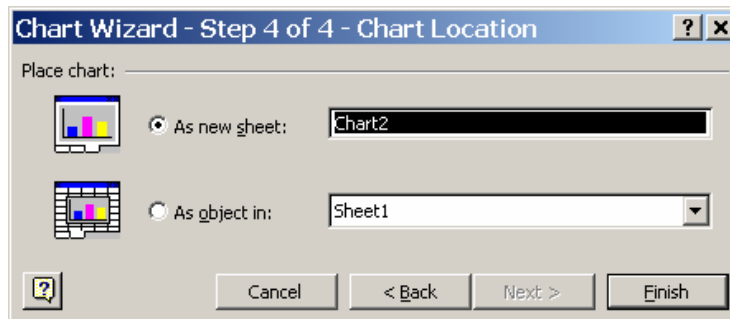 Chart Wizard - Step 4 of 4 - Chart Location
? x
Place chart:
As new sheet: Chart2
As object in: Sheet1
? Cancel < Back Next > Finish